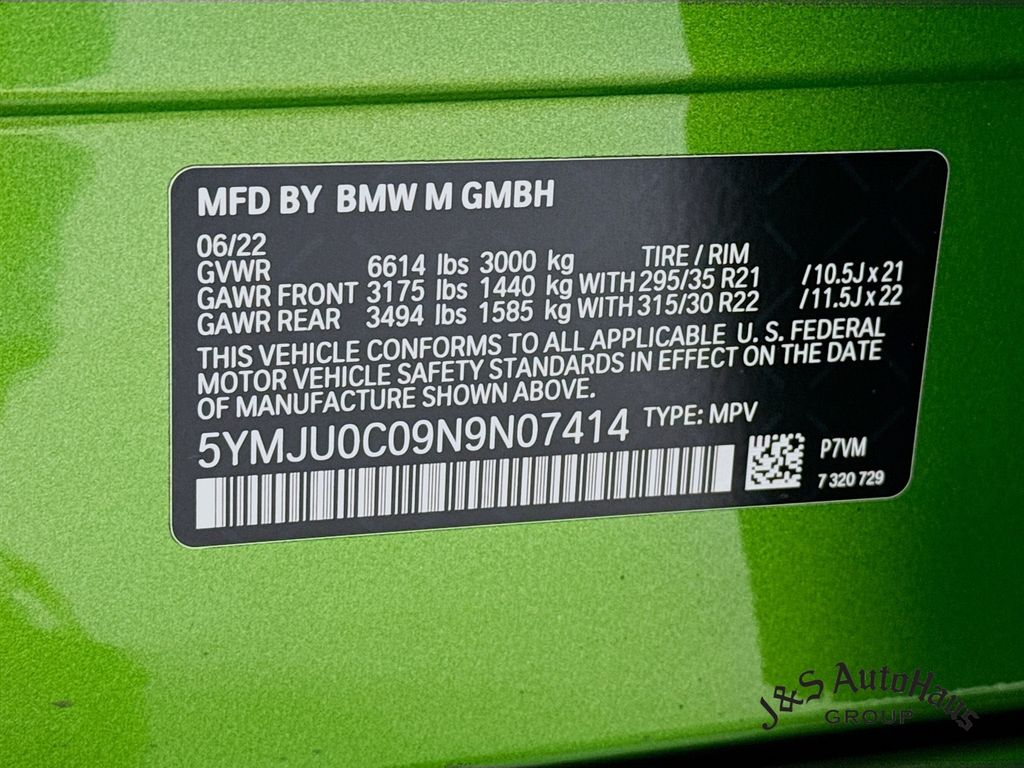 MFD BY BMW M GMBH
06/22
GVWR 6614 lbs 3000 kg TIRE / RIM
GAWR FRONT 3175 lbs 1440 kg WITH 295/35 R21 /10.5J x 21
GAWR REAR 3494 lbs 1585 kg WITH 315/30 R22 /11.5J x 22
THIS VEHICLE CONFORMS TO ALL APPLICABLE U. S. FEDERAL
MOTOR VEHICLE SAFETY STANDARDS IN EFFECT ON THE DATE
OF MANUFACTURE SHOWN ABOVE.
5YMJU0C09N9N07414 TYPE: MPV
P7VM
7 320 729
J&S AutoHaus
GROUP